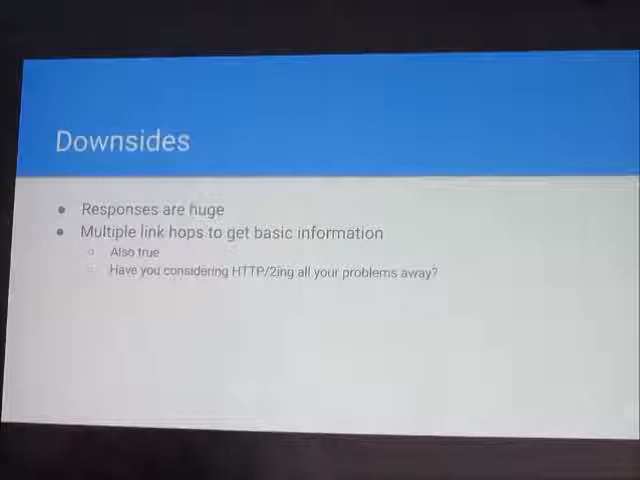 Downsides
● Responses are huge
● Multiple link hops to get basic information
○ Also true
○ Have you considering HTTP/2ing all your problems away?